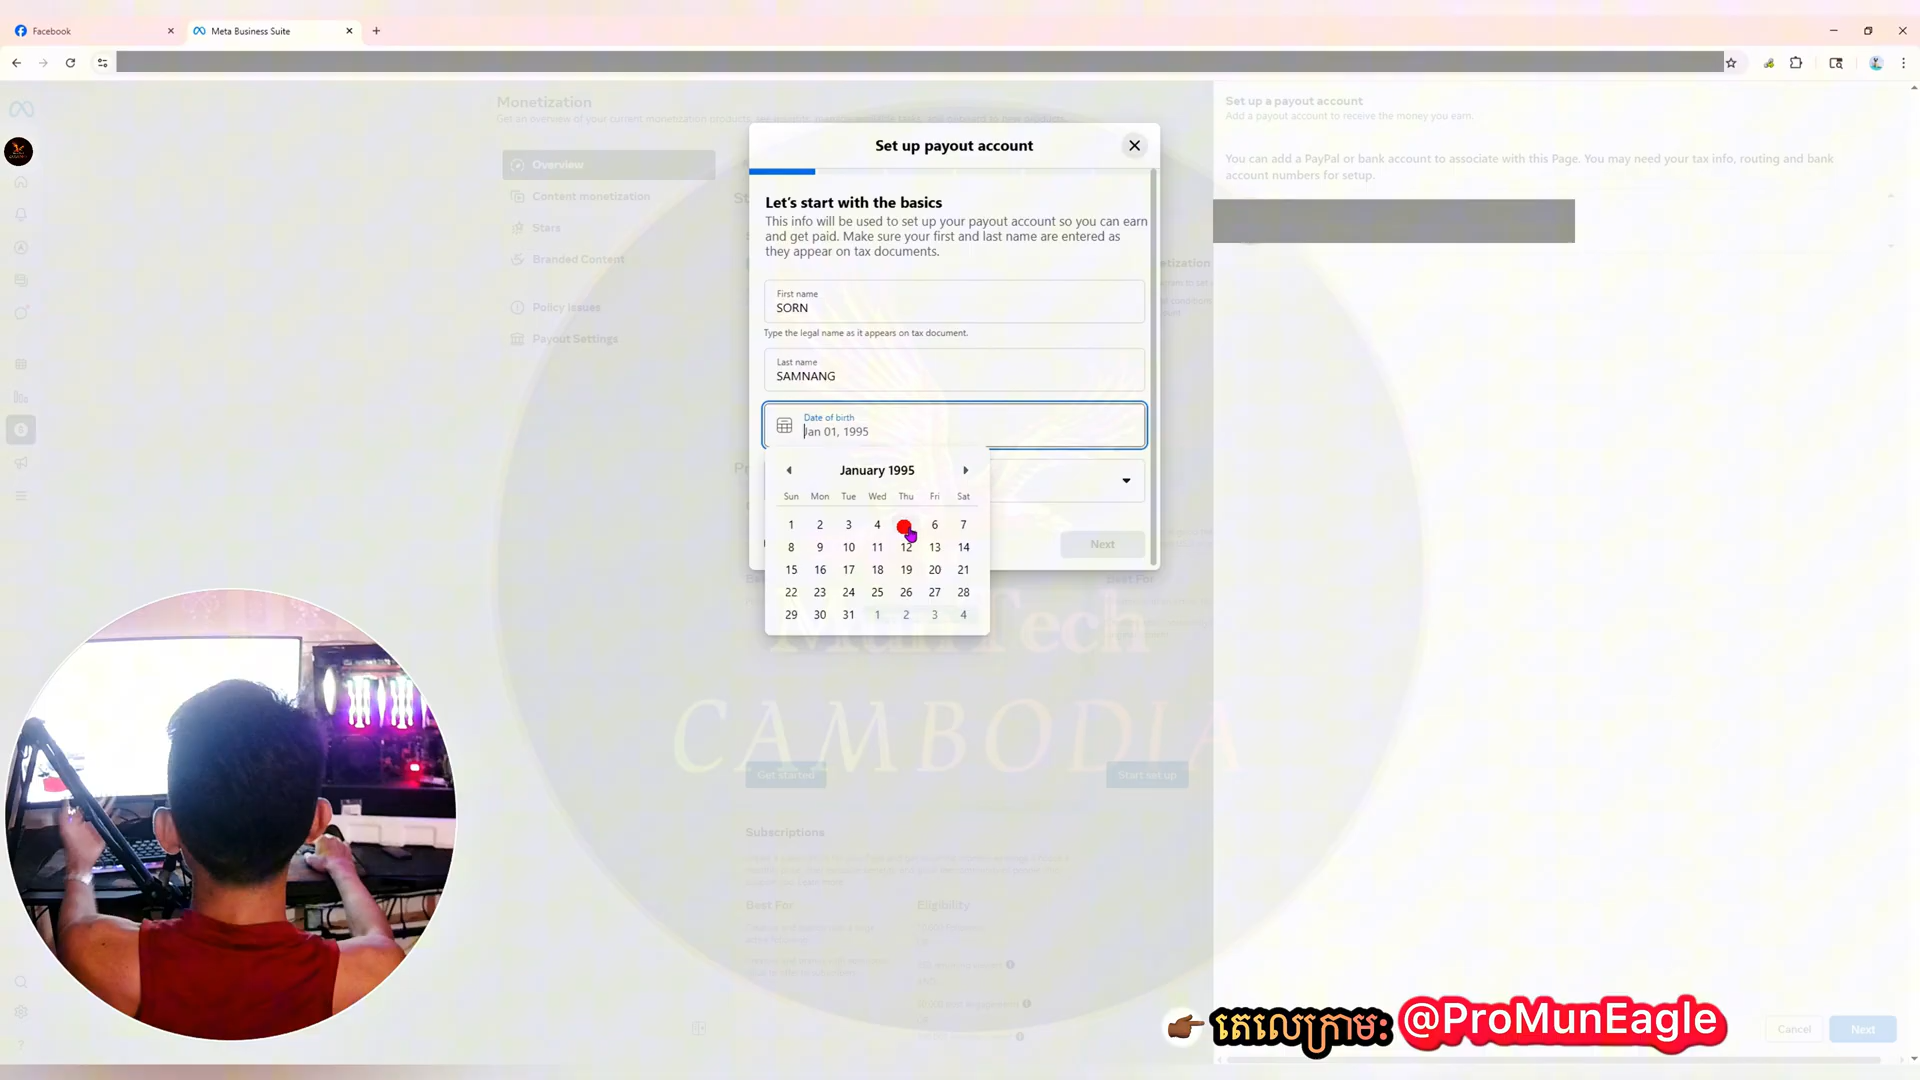 Facebook
Meta Business Suite
Monetization
Overview
Content monetization
Stars
Branded Content
Policy Issues
Payout Settings
Set up payout account
Let's start with the basics
This info will be used to set up your payout account so you can earn
and get paid. Make sure your first and last name are entered as
they appear on tax documents.
First name
SORN
Type the legal name as it appears on tax document.
Last name
SAMNANG
Date of birth
Jan 01, 1995
January 1995
Sun Mon Tue Wed Thu Fri Sat
1 2 3 4 6 7
8 9 10 11 12 13 14
15 16 17 18 19 20 21
22 23 24 25 26 27 28
29 30 31 1 2 3 4
Next
Set up a payout account
Add a payout account to receive the money you earn.
You can add a PayPal or bank account to associate with this Page. You may need your tax info, routing and bank
account numbers for setup.
Best For
MunTech
CAMBODIA
Get started
Start set up
Subscriptions
Best For
Eligibility
តេលេក្រាម: @ProMunEagle
Cancel
Next